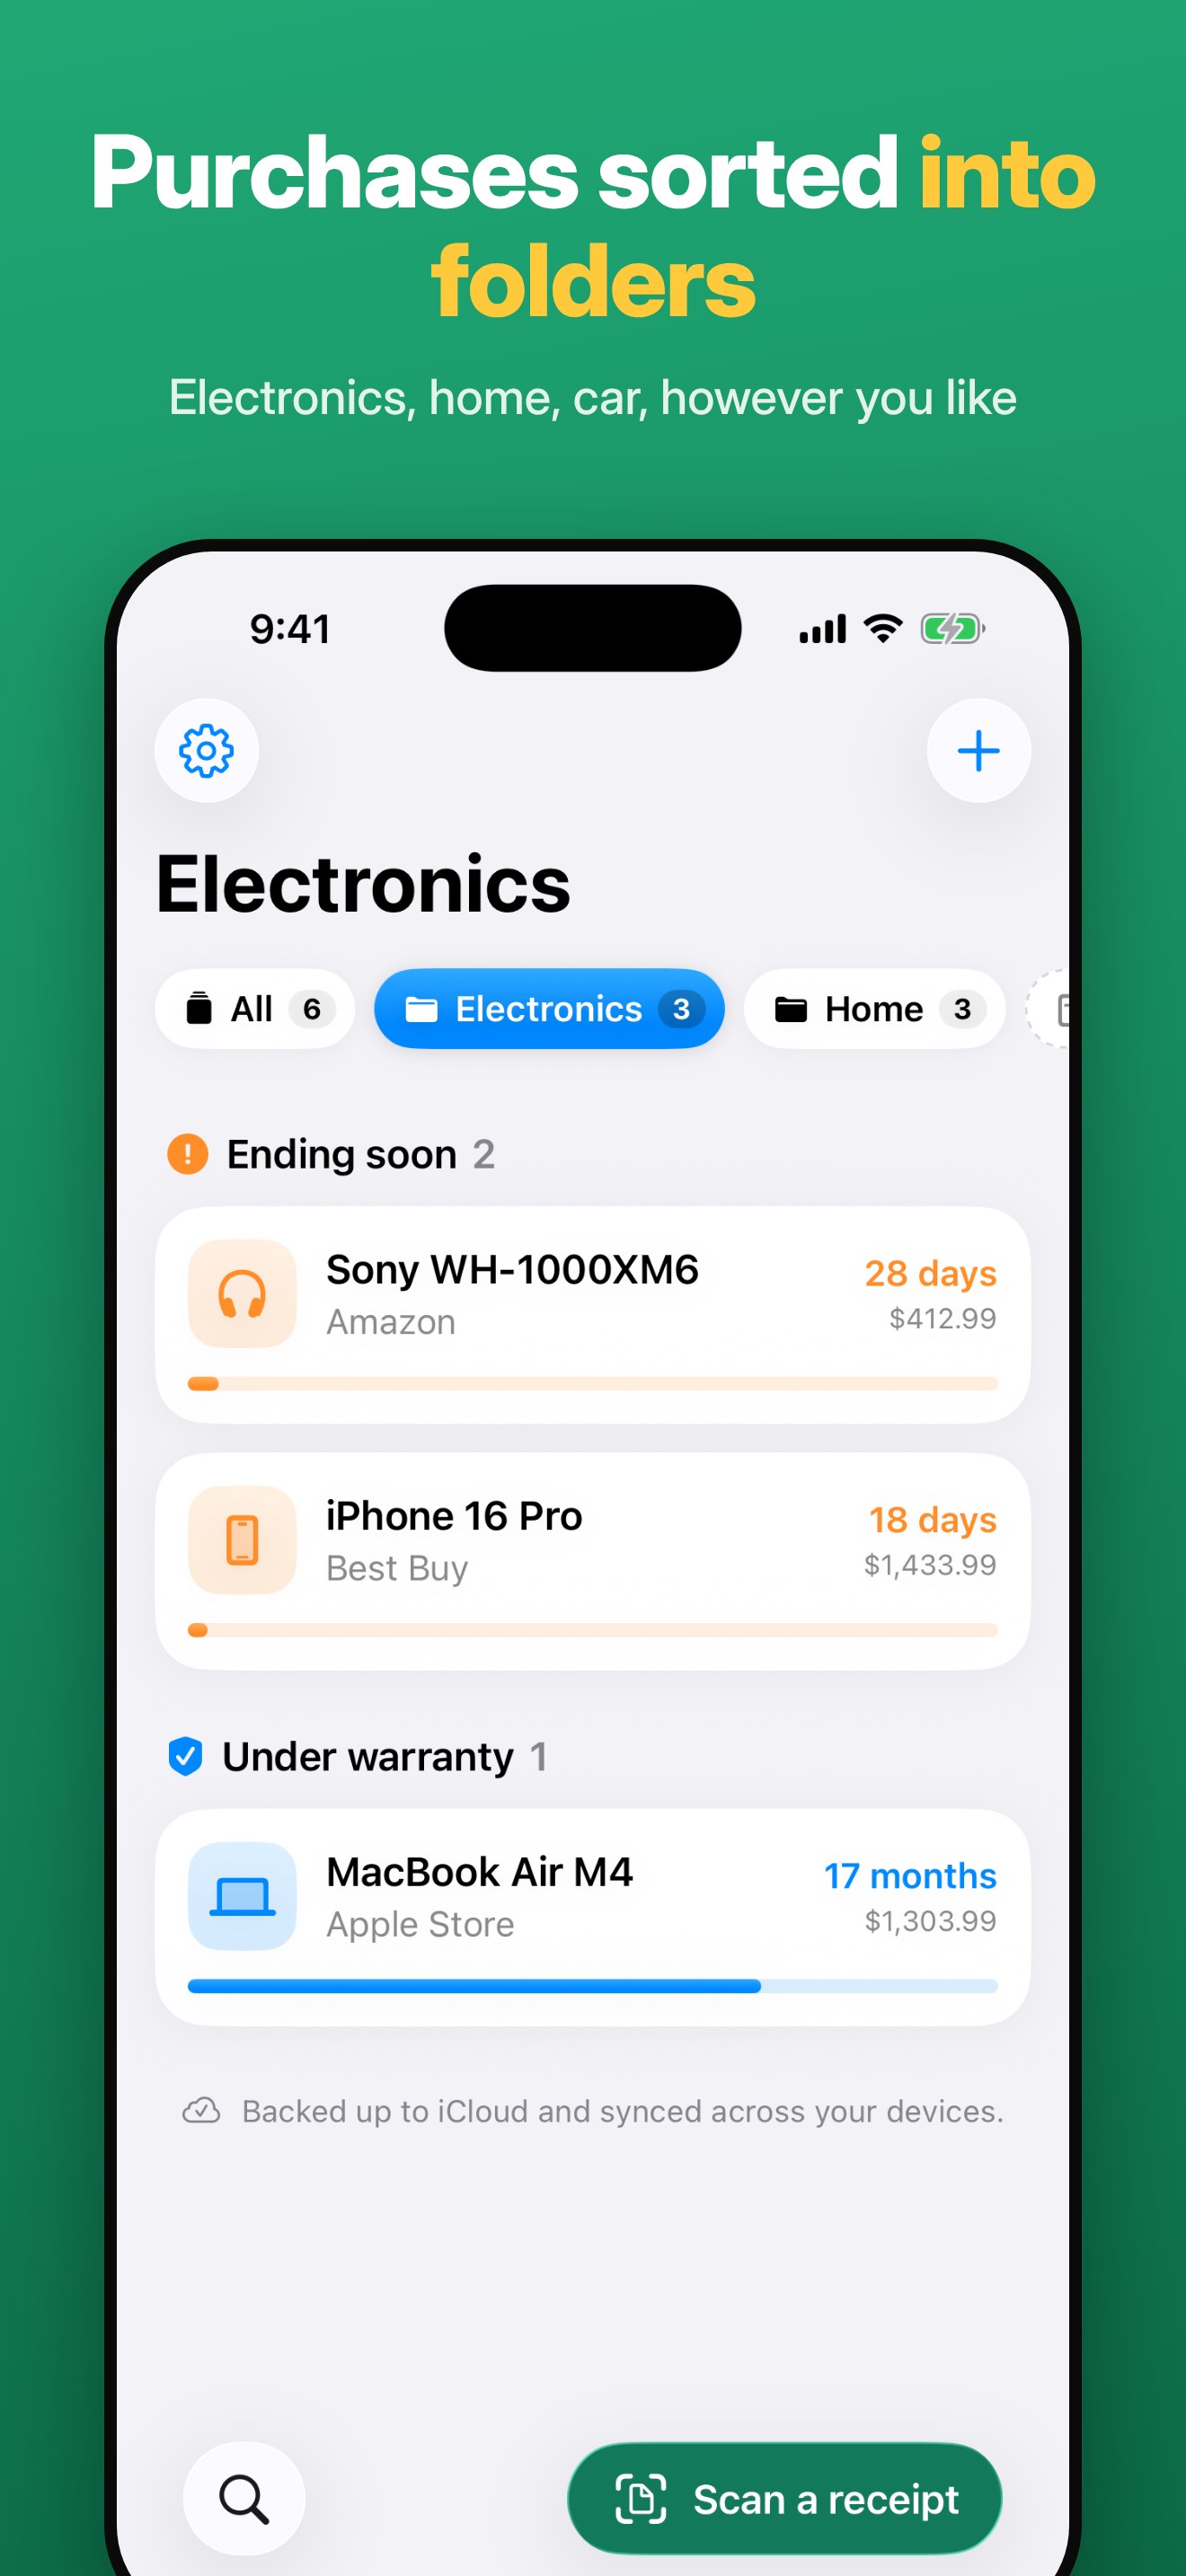 Purchases sorted into
folders
Electronics, home, car, however you like
9:41
Electronics
All 6
Electronics 3
Home 3
Ending soon 2
Sony WH-1000XM6
28 days
Amazon
$412.99
iPhone 16 Pro
18 days
Best Buy
$1,433.99
Under warranty 1
MacBook Air M4
17 months
Apple Store
$1,303.99
Backed up to iCloud and synced across your devices.
Scan a receipt